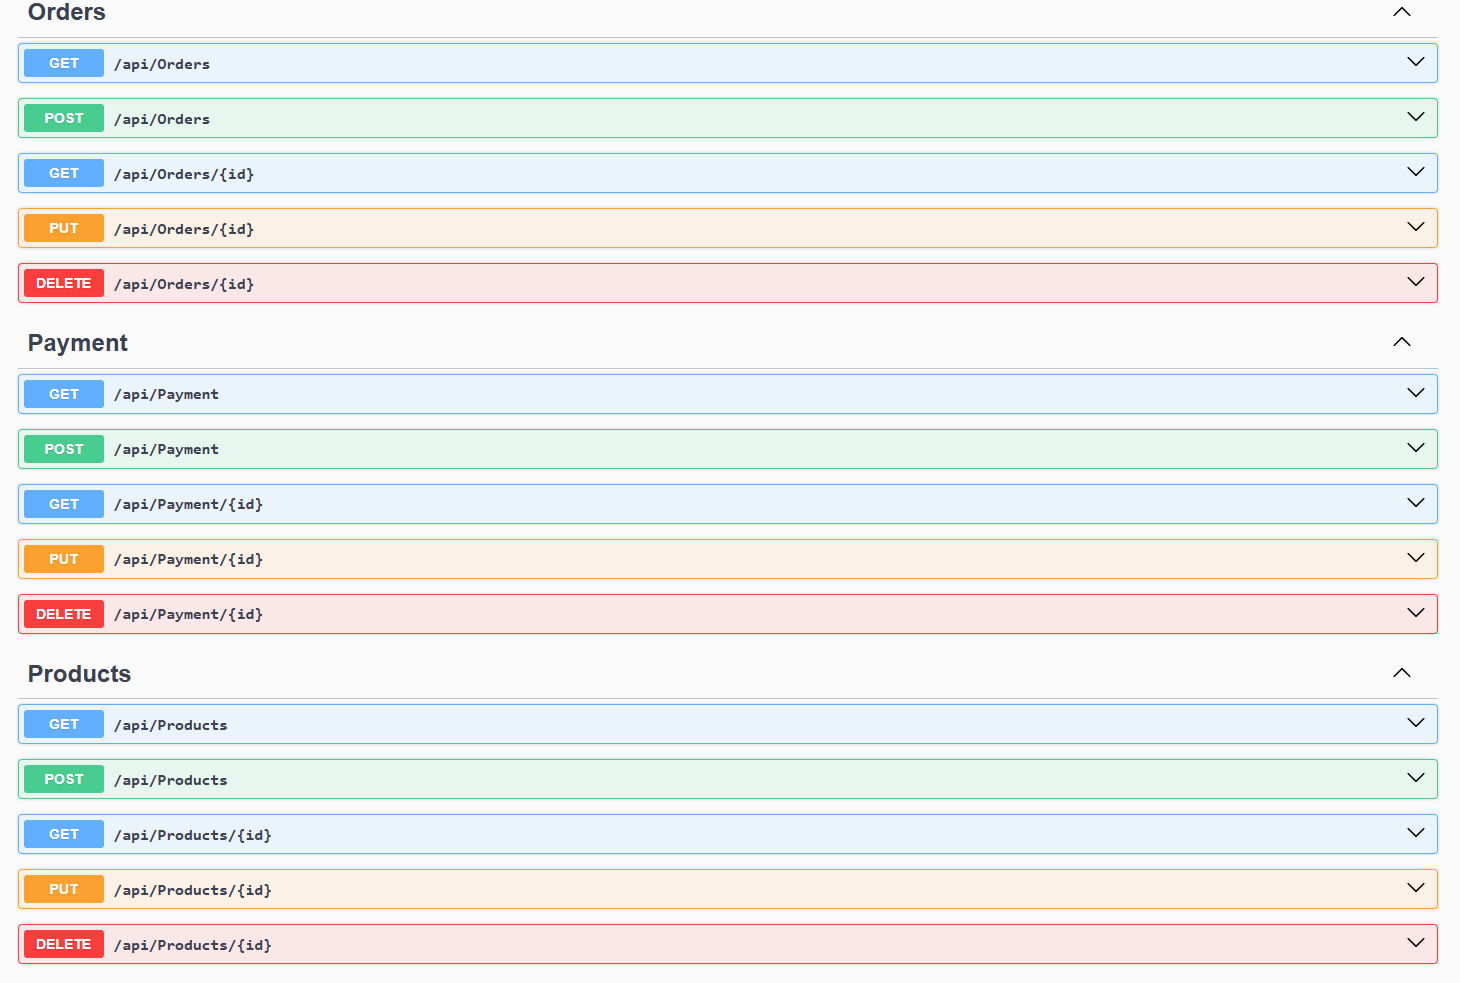 Orders
GET /api/Orders
POST /api/Orders
GET /api/Orders/{id}
PUT /api/Orders/{id}
DELETE /api/Orders/{id}
Payment
GET /api/Payment
POST /api/Payment
GET /api/Payment/{id}
PUT /api/Payment/{id}
DELETE /api/Payment/{id}
Products
GET /api/Products
POST /api/Products
GET /api/Products/{id}
PUT /api/Products/{id}
DELETE /api/Products/{id}